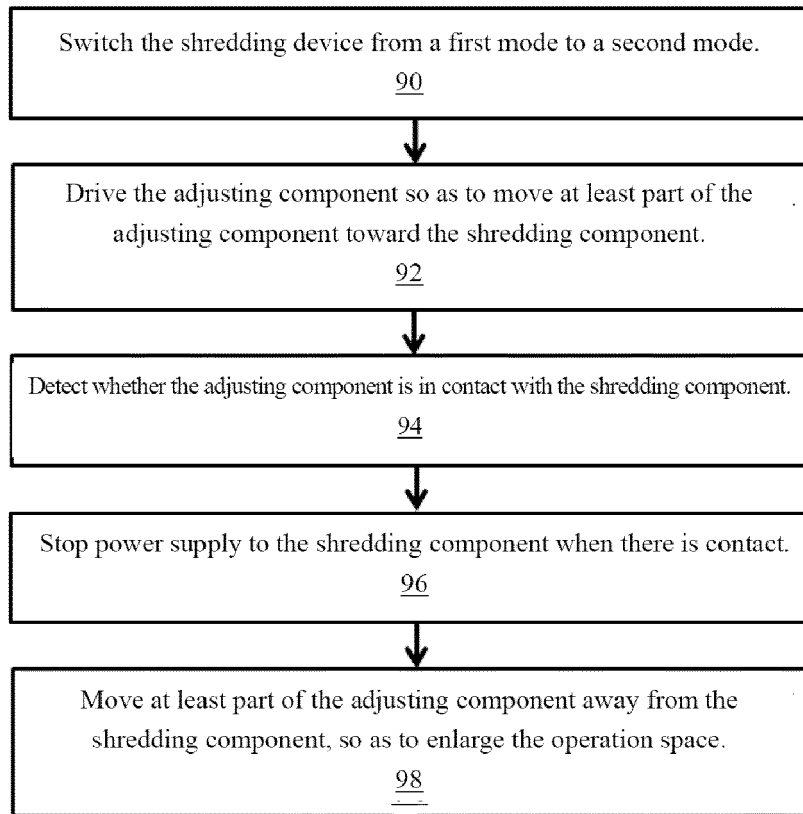 Switch the shredding device from a first mode to a second mode.
90
Drive the adjusting component so as to move at least part of the
adjusting component toward the shredding component.
92
Detect whether the adjusting component is in contact with the shredding component.
94
Stop power supply to the shredding component when there is contact.
96
Move at least part of the adjusting component away from the
shredding component, so as to enlarge the operation space.
98